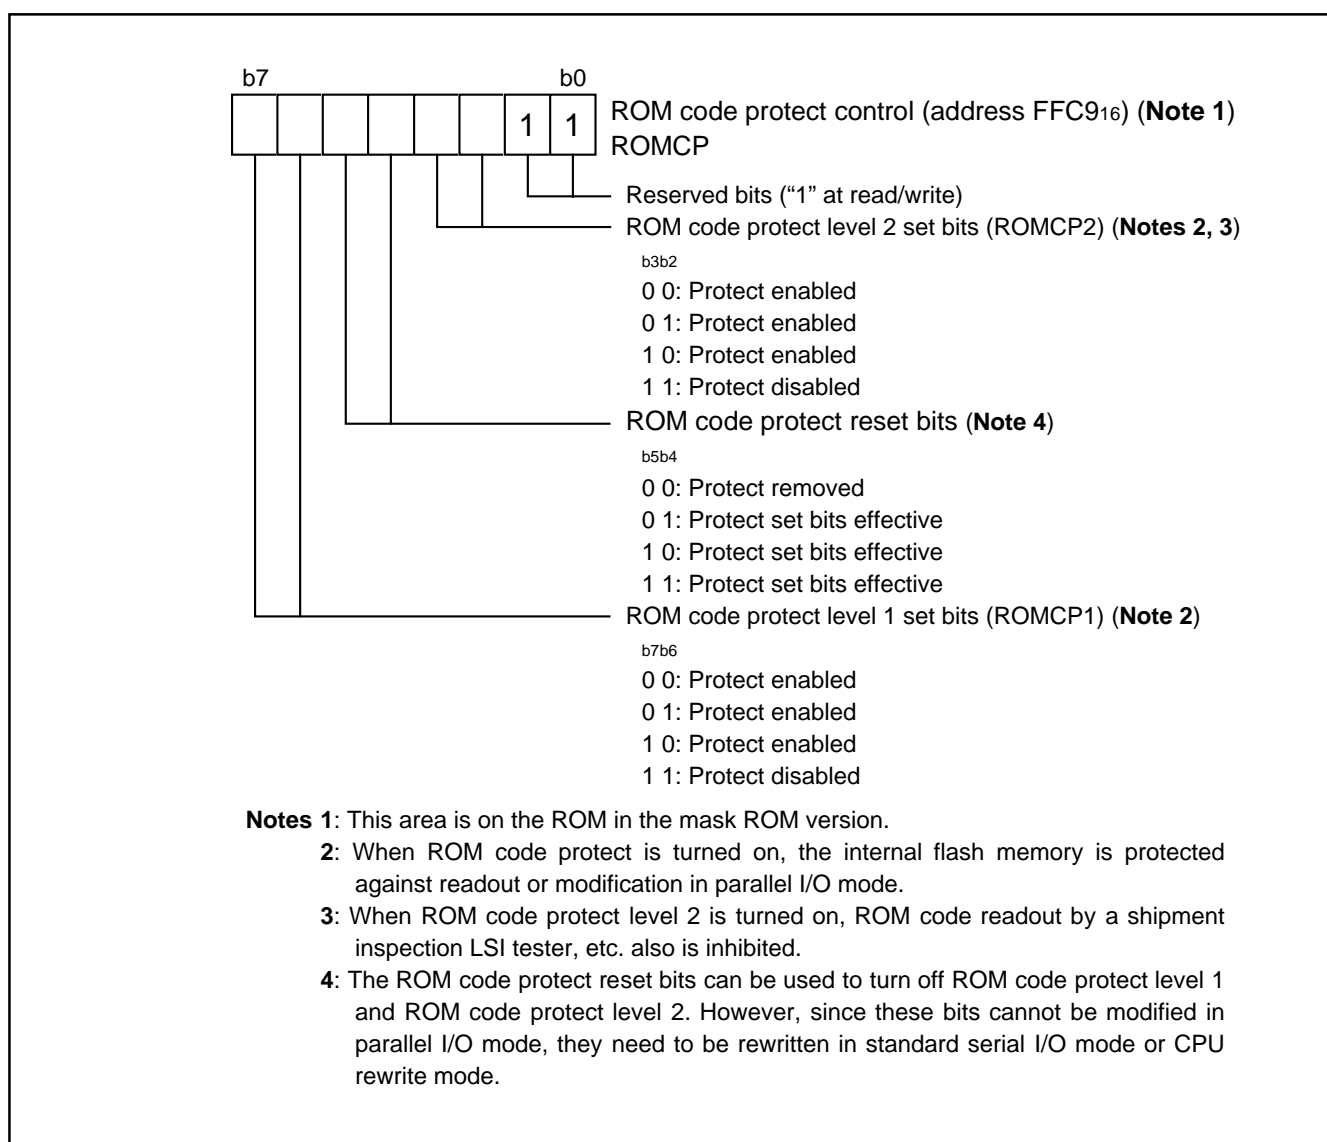 b7 b0
1 1 ROM code protect control (address FFC916) (Note 1)
ROMCP
Reserved bits (“1” at read/write)
ROM code protect level 2 set bits (ROMCP2) (Notes 2, 3)
b3b2
0 0: Protect enabled
0 1: Protect enabled
1 0: Protect enabled
1 1: Protect disabled
ROM code protect reset bits (Note 4)
b5b4
0 0: Protect removed
0 1: Protect set bits effective
1 0: Protect set bits effective
1 1: Protect set bits effective
ROM code protect level 1 set bits (ROMCP1) (Note 2)
b7b6
0 0: Protect enabled
0 1: Protect enabled
1 0: Protect enabled
1 1: Protect disabled
Notes 1: This area is on the ROM in the mask ROM version.
2: When ROM code protect is turned on, the internal flash memory is protected
against readout or modification in parallel I/O mode.
3: When ROM code protect level 2 is turned on, ROM code readout by a shipment
inspection LSI tester, etc. also is inhibited.
4: The ROM code protect reset bits can be used to turn off ROM code protect level 1
and ROM code protect level 2. However, since these bits cannot be modified in
parallel I/O mode, they need to be rewritten in standard serial I/O mode or CPU
rewrite mode.